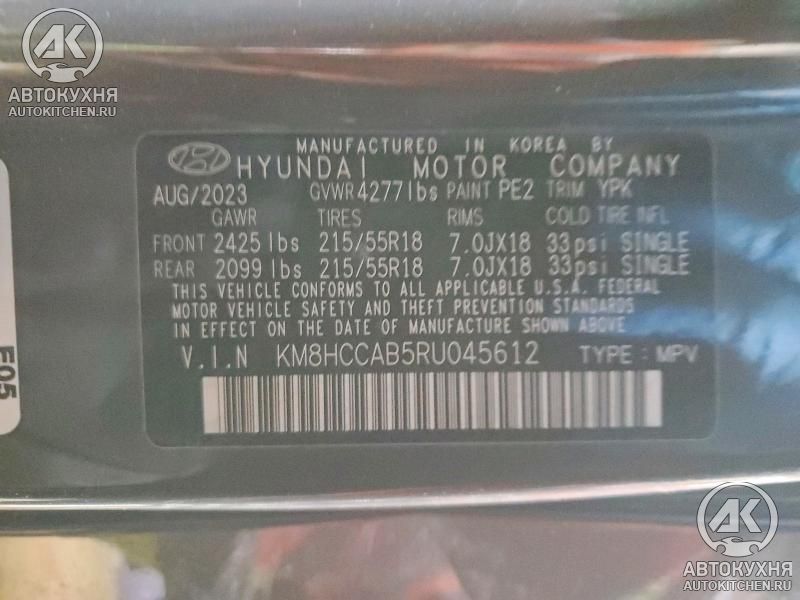 АК
АВТОКУХНЯ
AUTOKITCHEN.RU
MANUFACTURED IN KOREA BY
HYUNDAI MOTOR COMPANY
AUG/2023 GVWR 4277lbs PAINT PE2 TRIM YPK
GAWR TIRES RIMS COLD TIRE INFL
FRONT 2425 lbs 215/55R18 7.0JX18 33psi SINGLE
REAR 2099 lbs 215/55R18 7.0JX18 33psi SINGLE
THIS VEHICLE CONFORMS TO ALL APPLICABLE U.S.A. FEDERAL
MOTOR VEHICLE SAFETY AND THEFT PREVENTION STANDARDS
IN EFFECT ON THE DATE OF MANUFACTURE SHOWN ABOVE
V.I.N KM8HCCAB5RU045612 TYPE : MPV
E05
АК
АВТОКУХНЯ
AUTOKITCHEN.RU